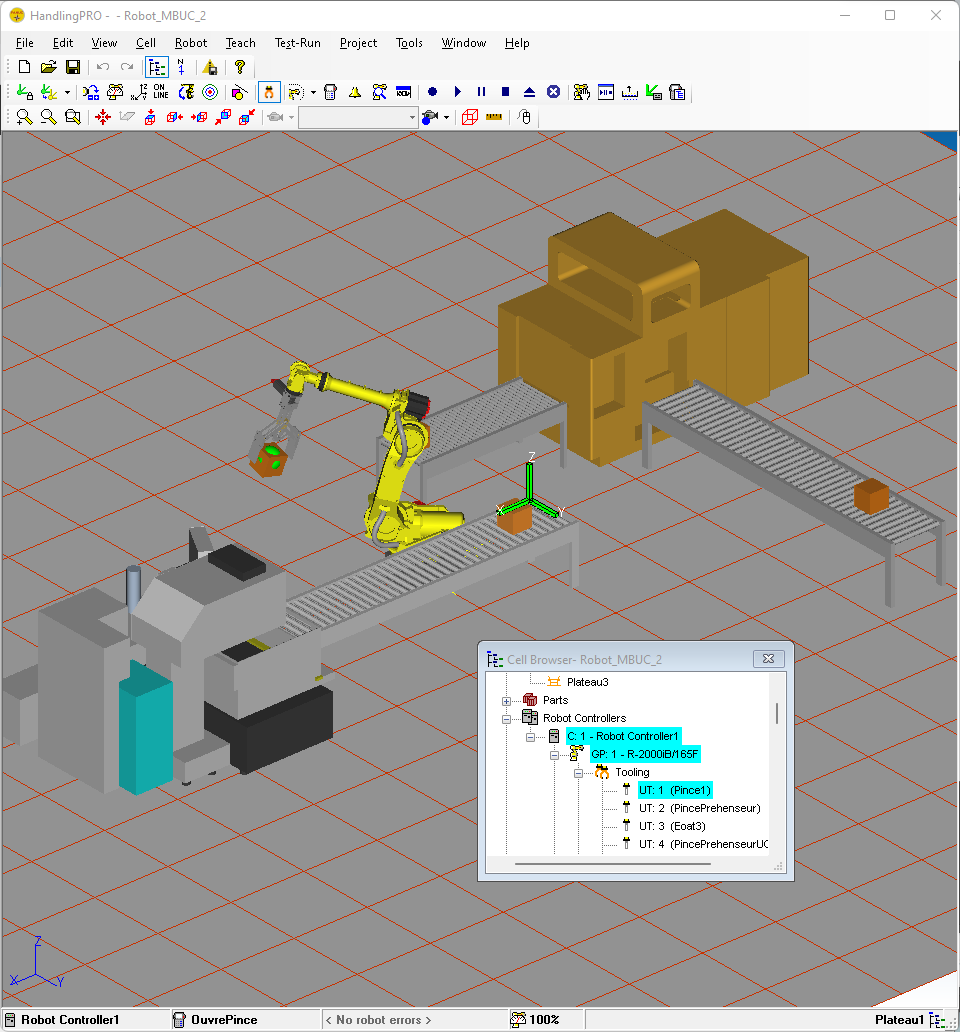 HandlingPRO - - Robot_MBUC_2
File Edit View Cell Robot Teach Test-Run Project Tools Window Help
ON LINE
Z
X Y
Cell Browser- Robot_MBUC_2
Plateau3
Parts
Robot Controllers
C: 1 - Robot Controller1
GP: 1 - R-2000iB/165F
Tooling
UT: 1 (Pince1)
UT: 2 (PincePrehenseur)
UT: 3 (Eoat3)
UT: 4 (PincePrehenseurUC
Z
X Y
Robot Controller1 OuvrePince < No robot errors > 100% Plateau1